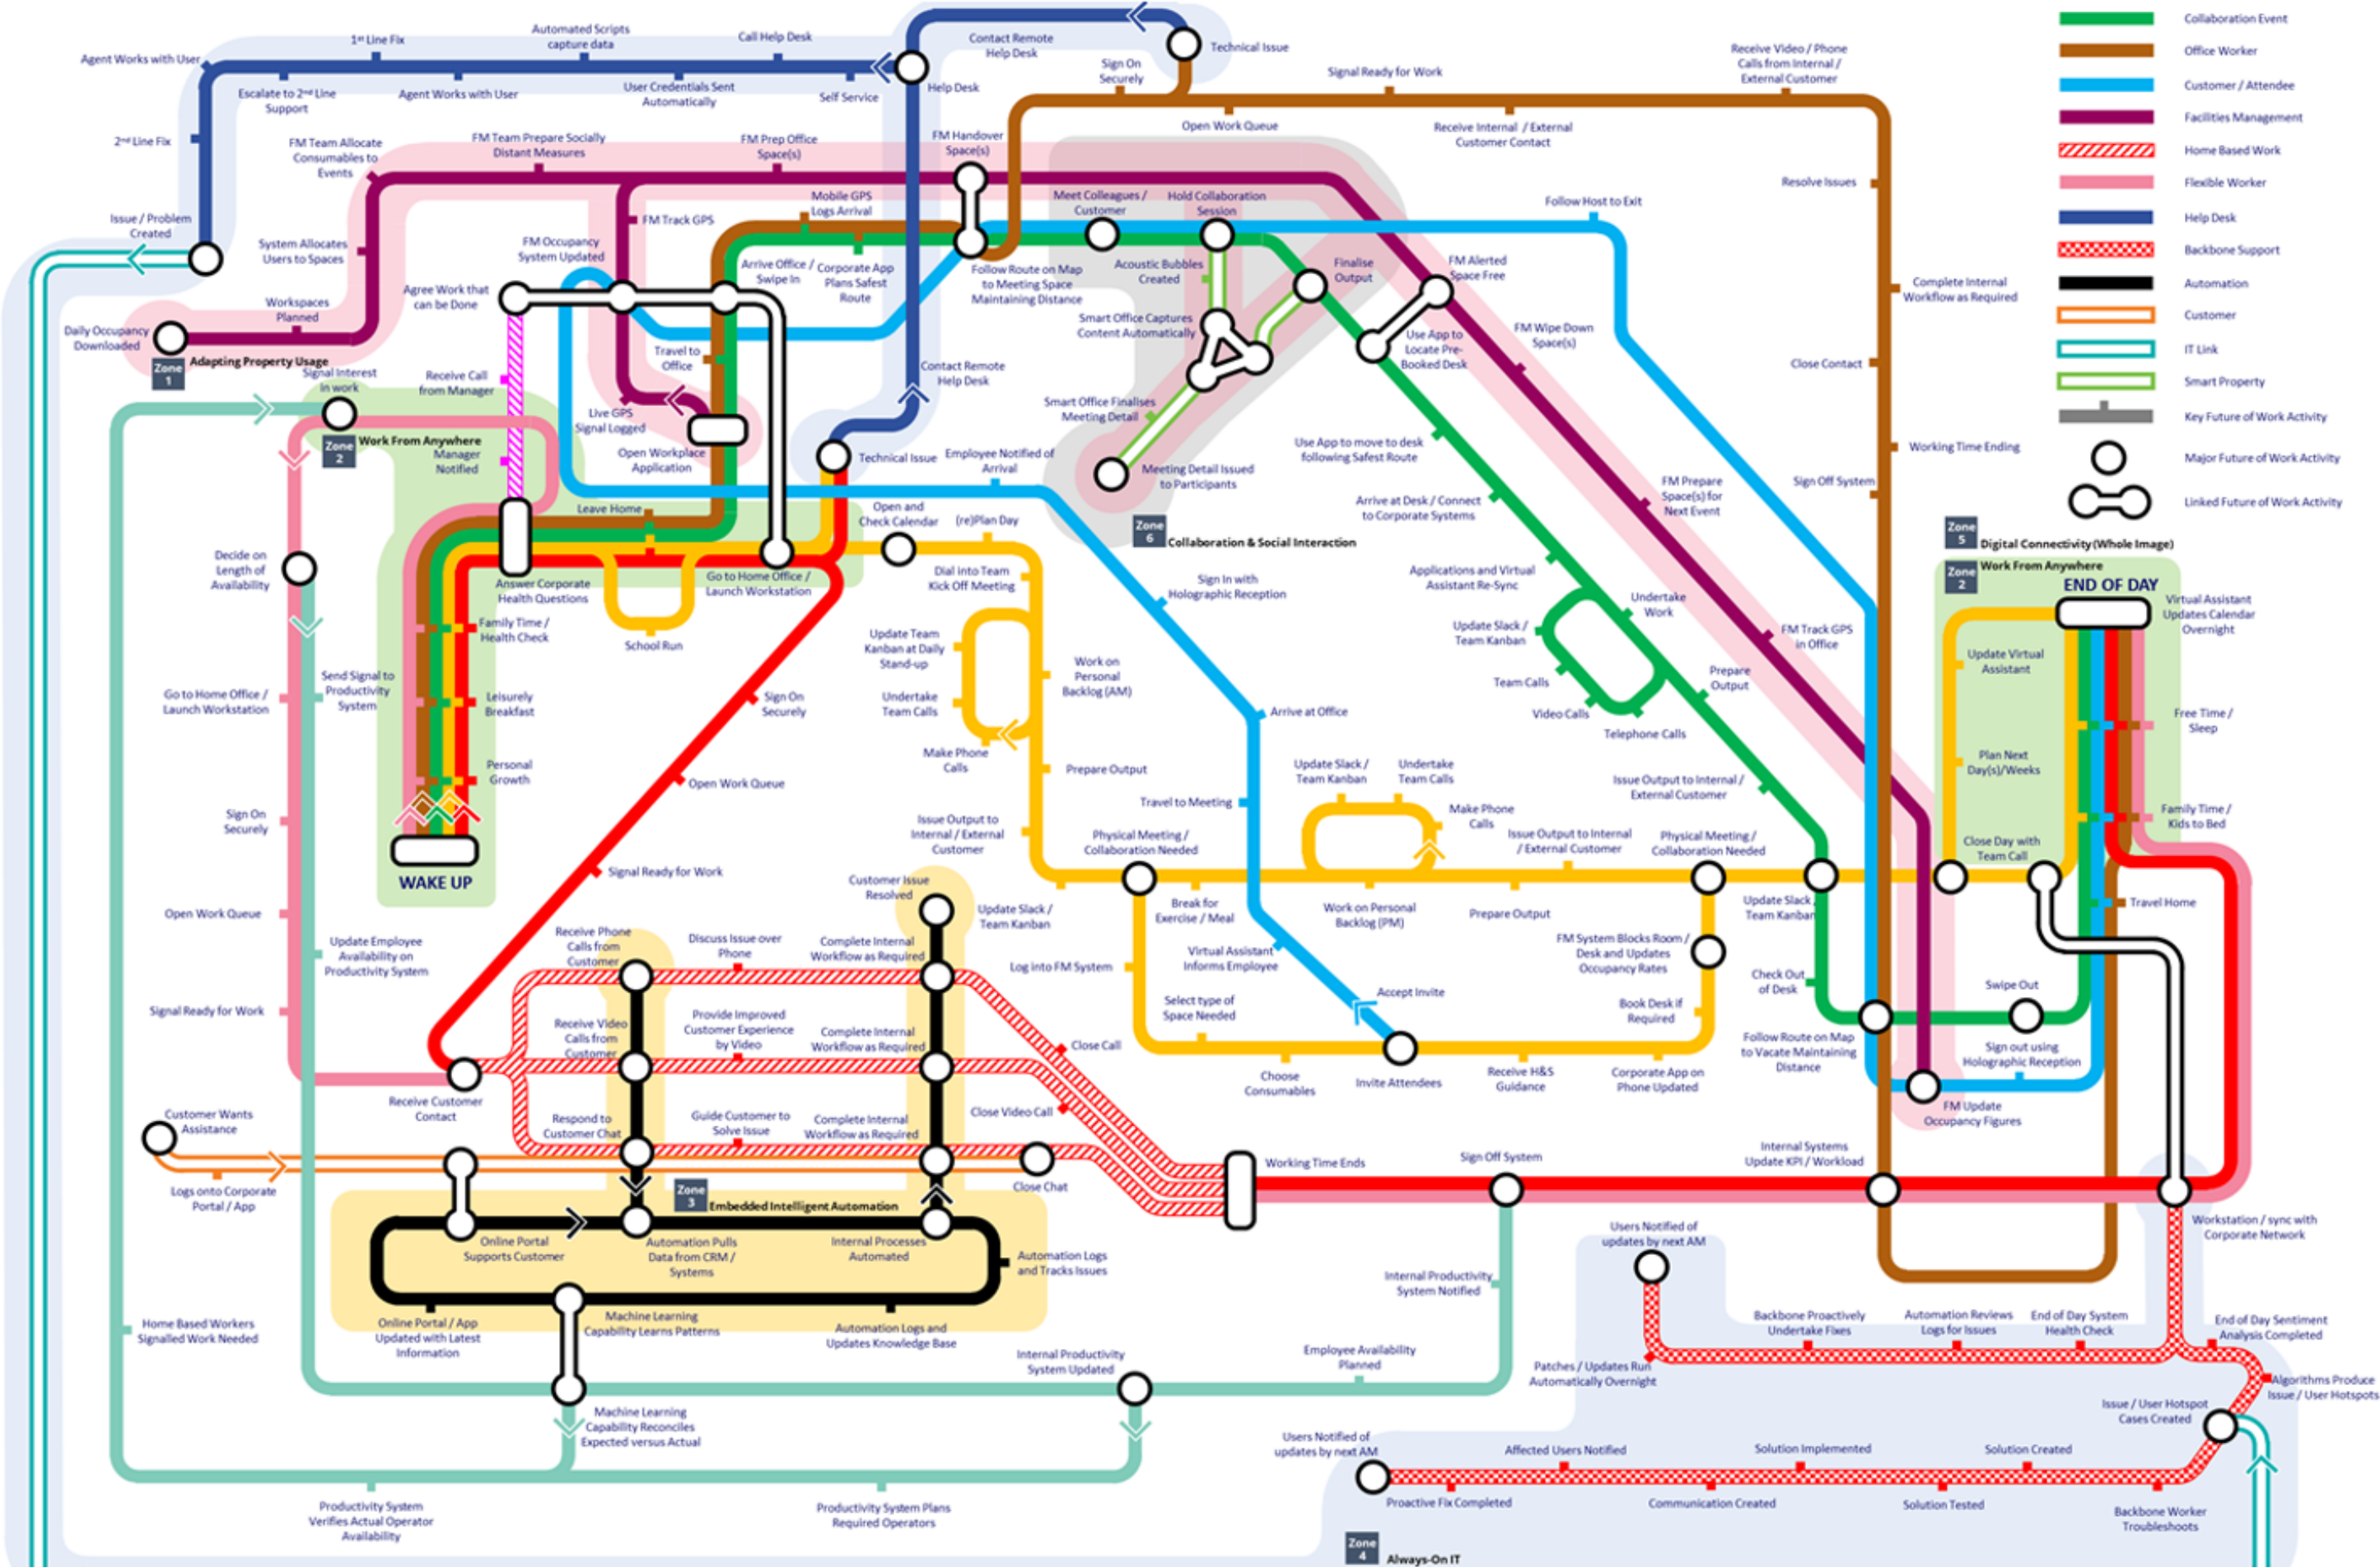 Agent Works with User
1st Line Fix
Automated Scripts
capture data
Call Help Desk
Contact Remote
Help Desk
Technical Issue
Escalate to 2nd Line
Support
Agent Works with User
User Credentials Sent
Automatically
Self Service
Help Desk
Sign On
Securely
Signal Ready for Work
Receive Video / Phone
Calls from Internal /
External Customer
Open Work Queue
Receive Internal / External
Customer Contact
Resolve Issues
Complete Internal
Workflow as Required
Close Contact
Working Time Ending
Sign Off System
2nd Line Fix
Issue / Problem
Created
FM Team Allocate
Consumables to
Events
FM Team Prepare Socially
Distant Measures
FM Prep Office
Space(s)
FM Handover
Space(s)
System Allocates
Users to Spaces
Workspaces
Planned
Daily Occupancy
Downloaded
Zone
1
Adapting Property Usage
FM Track GPS
FM Occupancy
System Updated
Mobile GPS
Logs Arrival
Arrive Office /
Swipe In
Corporate App
Plans Safest
Route
Follow Route on Map
to Meeting Space
Maintaining Distance
Meet Colleagues /
Customer
Hold Collaboration
Session
Acoustic Bubbles
Created
Smart Office Captures
Content Automatically
Smart Office Finalises
Meeting Detail
Meeting Detail Issued
to Participants
Finalise
Output
FM Alerted
Space Free
Use App to
Locate Pre-
Booked Desk
Follow Host to Exit
FM Wipe Down
Space(s)
FM Prepare
Space(s) for
Next Event
FM Track GPS
in Office
Zone
6
Collaboration & Social Interaction
Signal Interest
In work
Zone
2
Work From Anywhere
Agree Work that
can be Done
Receive Call
from Manager
Manager
Notified
Travel to
Office
Live GPS
Signal Logged
Open Workplace
Application
Contact Remote
Help Desk
Technical Issue
Employee Notified of
Arrival
Leave Home
Open and
Check Calendar
(re)Plan Day
Answer Corporate
Health Questions
School Run
Go to Home Office /
Launch Workstation
Dial into Team
Kick Off Meeting
Decide on
Length of
Availability
Send Signal to
Productivity
System
Family Time /
Health Check
Leisurely
Breakfast
Personal
Growth
WAKE UP
Go to Home Office /
Launch Workstation
Sign On
Securely
Open Work Queue
Signal Ready for Work
Update Employee
Availability on
Productivity System
Sign On
Securely
Open Work Queue
Signal Ready for Work
Update Team
Kanban at Daily
Stand-up
Undertake
Team Calls
Make Phone
Calls
Work on
Personal
Backlog (AM)
Prepare Output
Issue Output to
Internal / External
Customer
Update Slack /
Team Kanban
Sign In with
Holographic Reception
Arrive at Office
Travel to Meeting
Virtual Assistant
Informs Employee
Accept Invite
Invite Attendees
Use App to move to desk
following Safest Route
Arrive at Desk / Connect
to Corporate Systems
Applications and Virtual
Assistant Re-Sync
Undertake
Work
Update Slack /
Team Kanban
Team Calls
Video Calls
Telephone Calls
Prepare
Output
Issue Output to Internal /
External Customer
Physical Meeting /
Collaboration Needed
Break for
Exercise / Meal
Update Slack /
Team Kanban
Undertake
Team Calls
Make Phone
Calls
Work on Personal
Backlog (PM)
Prepare Output
Issue Output to Internal
/ External Customer
Physical Meeting /
Collaboration Needed
Log into FM System
Select type of
Space Needed
Choose
Consumables
Receive H&S
Guidance
Corporate App on
Phone Updated
Book Desk if
Required
FM System Blocks Room /
Desk and Updates
Occupancy Rates
Update Slack /
Team Kanban
Check Out
of Desk
Follow Route on Map
to Vacate Maintaining
Distance
Swipe Out
Sign out using
Holographic Reception
FM Update
Occupancy Figures
Close Day with
Team Call
Travel Home
Zone
5
Digital Connectivity (Whole Image)
Zone
2
Work From Anywhere
END OF DAY
Virtual Assistant
Updates Calendar
Overnight
Update Virtual
Assistant
Plan Next
Day(s)/Weeks
Free Time /
Sleep
Family Time /
Kids to Bed
Collaboration Event
Office Worker
Customer / Attendee
Facilities Management
Home Based Work
Flexible Worker
Help Desk
Backbone Support
Automation
Customer
IT Link
Smart Property
Key Future of Work Activity
Major Future of Work Activity
Linked Future of Work Activity
Receive Customer
Contact
Customer Wants
Assistance
Logs onto Corporate
Portal / App
Receive Phone
Calls from
Customer
Discuss Issue over
Phone
Complete Internal
Workflow as Required
Customer Issue
Resolved
Receive Video
Calls from
Customer
Provide Improved
Customer Experience
by Video
Complete Internal
Workflow as Required
Respond to
Customer Chat
Guide Customer to
Solve Issue
Complete Internal
Workflow as Required
Close Call
Close Video Call
Close Chat
Working Time Ends
Sign Off System
Internal Systems
Update KPI / Workload
Workstation / sync with
Corporate Network
Zone
3
Embedded Intelligent Automation
Online Portal
Supports Customer
Automation Pulls
Data from CRM /
Systems
Internal Processes
Automated
Automation Logs
and Tracks Issues
Online Portal / App
Updated with Latest
Information
Machine Learning
Capability Learns Patterns
Automation Logs and
Updates Knowledge Base
Home Based Workers
Signalled Work Needed
Machine Learning
Capability Reconciles
Expected versus Actual
Internal Productivity
System Updated
Employee Availability
Planned
Internal Productivity
System Notified
Productivity System
Verifies Actual Operator
Availability
Productivity System Plans
Required Operators
Users Notified of
updates by next AM
Patches / Updates Run
Automatically Overnight
Backbone Proactively
Undertake Fixes
Automation Reviews
Logs for Issues
End of Day System
Health Check
End of Day Sentiment
Analysis Completed
Algorithms Produce
Issue / User Hotspots
Issue / User Hotspot
Cases Created
Users Notified of
updates by next AM
Proactive Fix Completed
Affected Users Notified
Communication Created
Solution Implemented
Solution Tested
Solution Created
Backbone Worker
Troubleshoots
Zone
4
Always-On IT